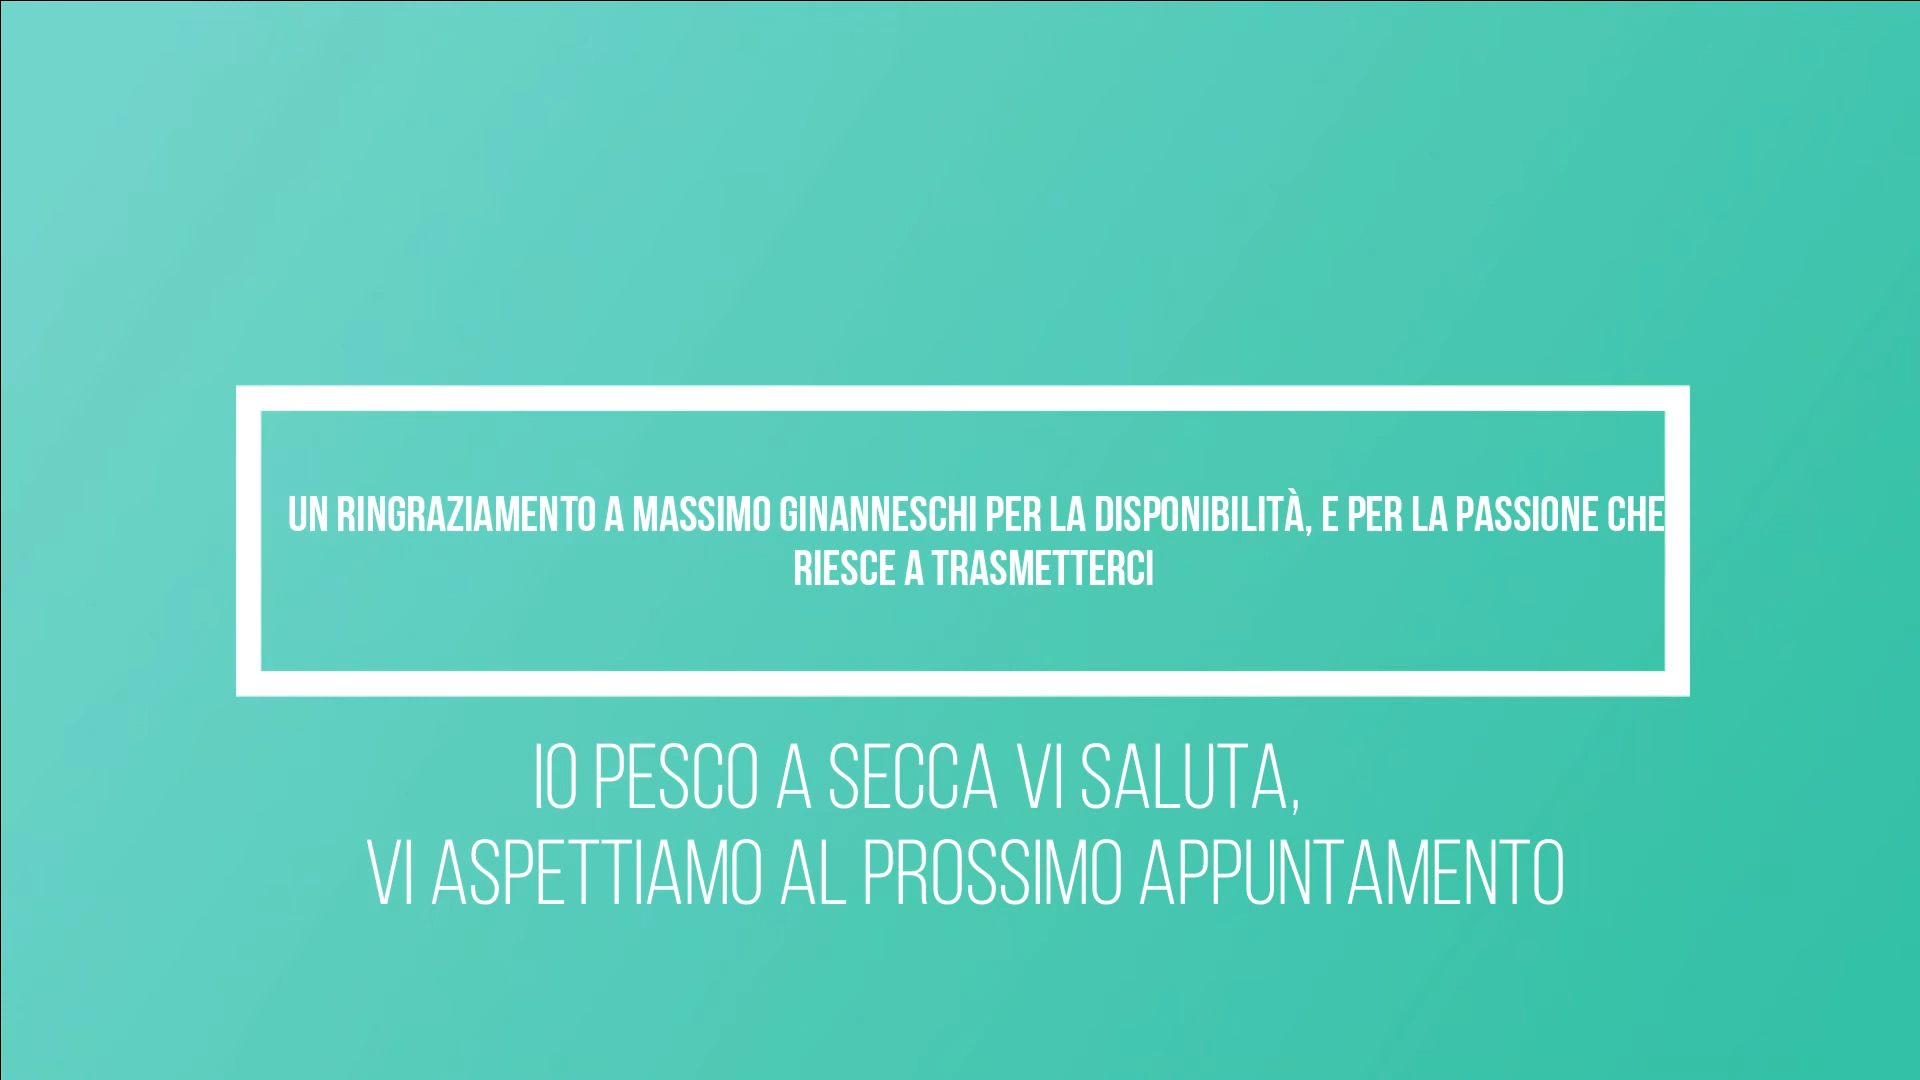 UN RINGRAZIAMENTO A MASSIMO GINANNESCHI PER LA DISPONIBILITÀ, E PER LA PASSIONE CHE
RIESCE A TRASMETTERCI
IO PESCO A SECCA VI SALUTA,
VI ASPETTIAMO AL PROSSIMO APPUNTAMENTO